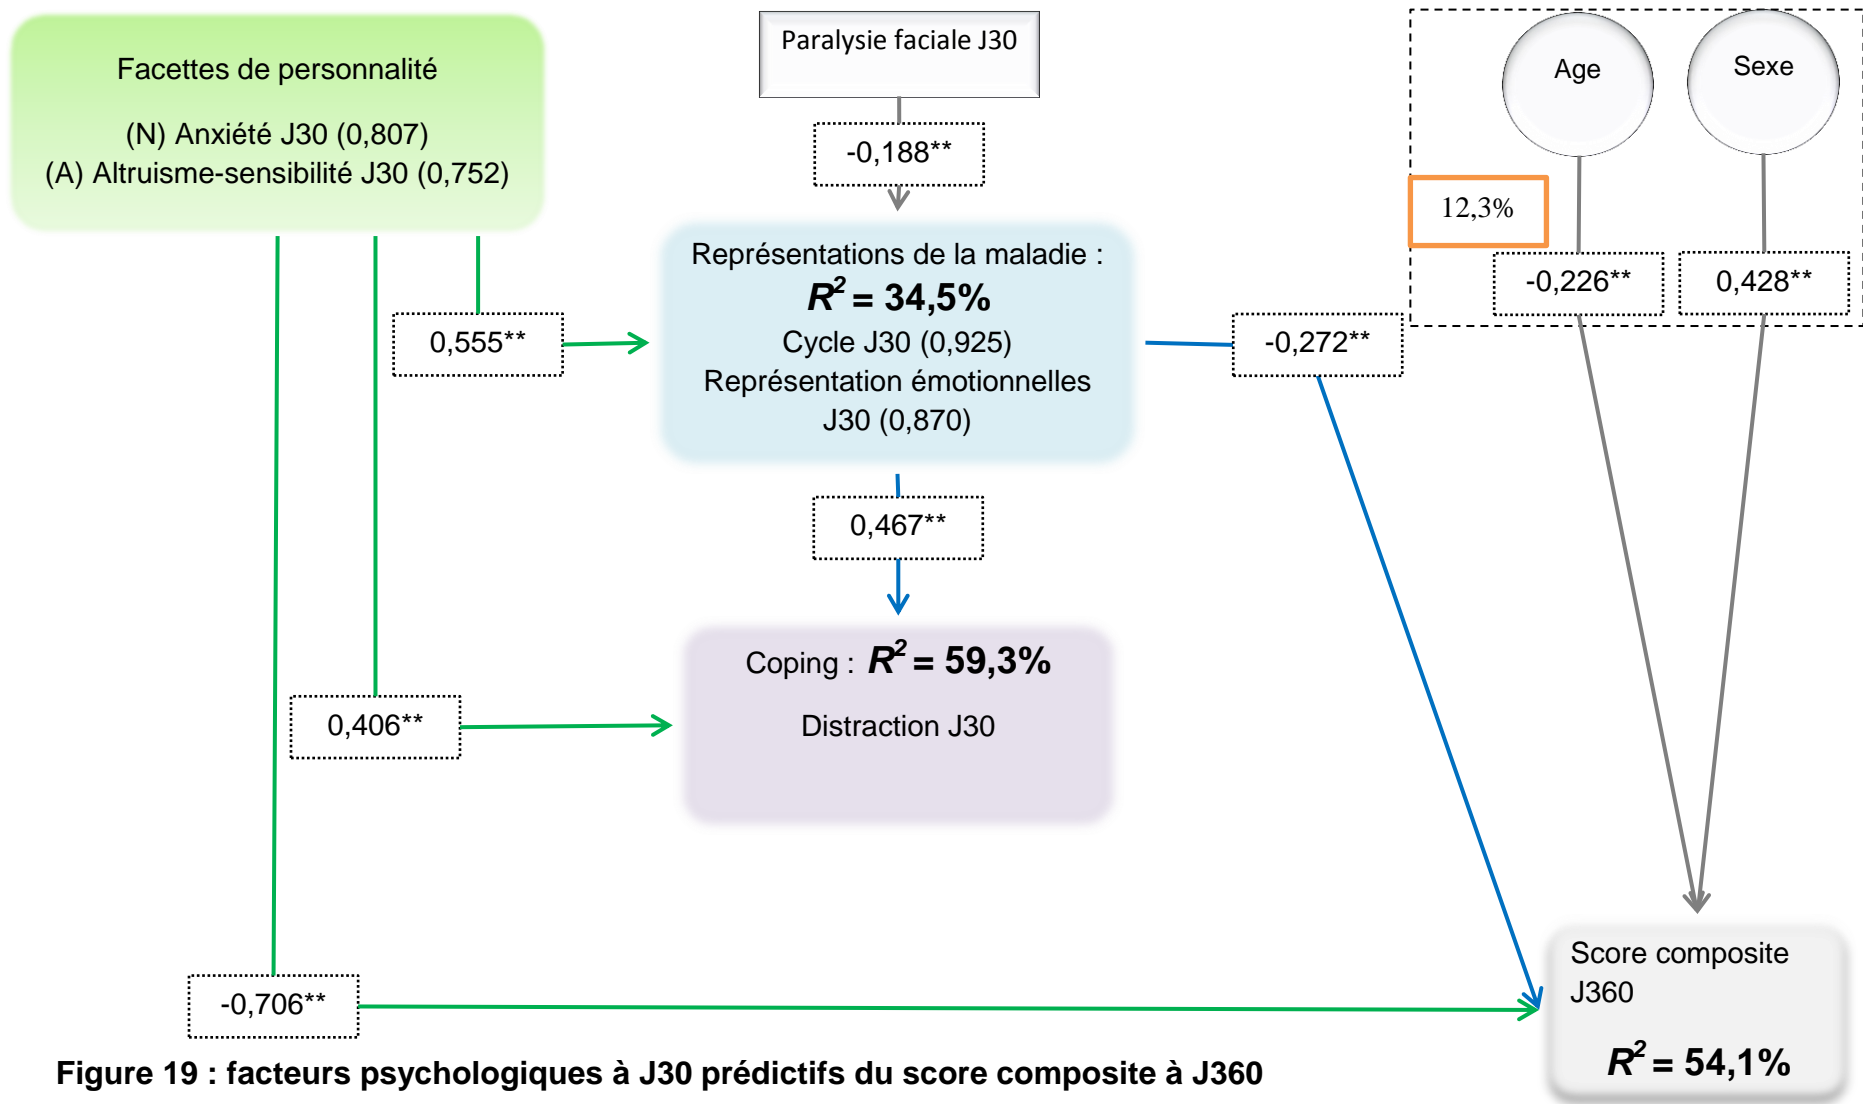 Facettes de personnalité
(N) Anxiété J30 (0,807)
(A) Altruisme-sensibilité J30 (0,752)
Paralysie faciale J30
-0,188**
Age
Sexe
12,3%
-0,226**
0,428**
Représentations de la maladie :
R² = 34,5%
Cycle J30 (0,925)
Représentation émotionnelles
J30 (0,870)
0,555**
-0,272**
0,467**
Coping : R² = 59,3%
Distraction J30
0,406**
-0,706**
Score composite
J360
R² = 54,1%
Figure 19 : facteurs psychologiques à J30 prédictifs du score composite à J360